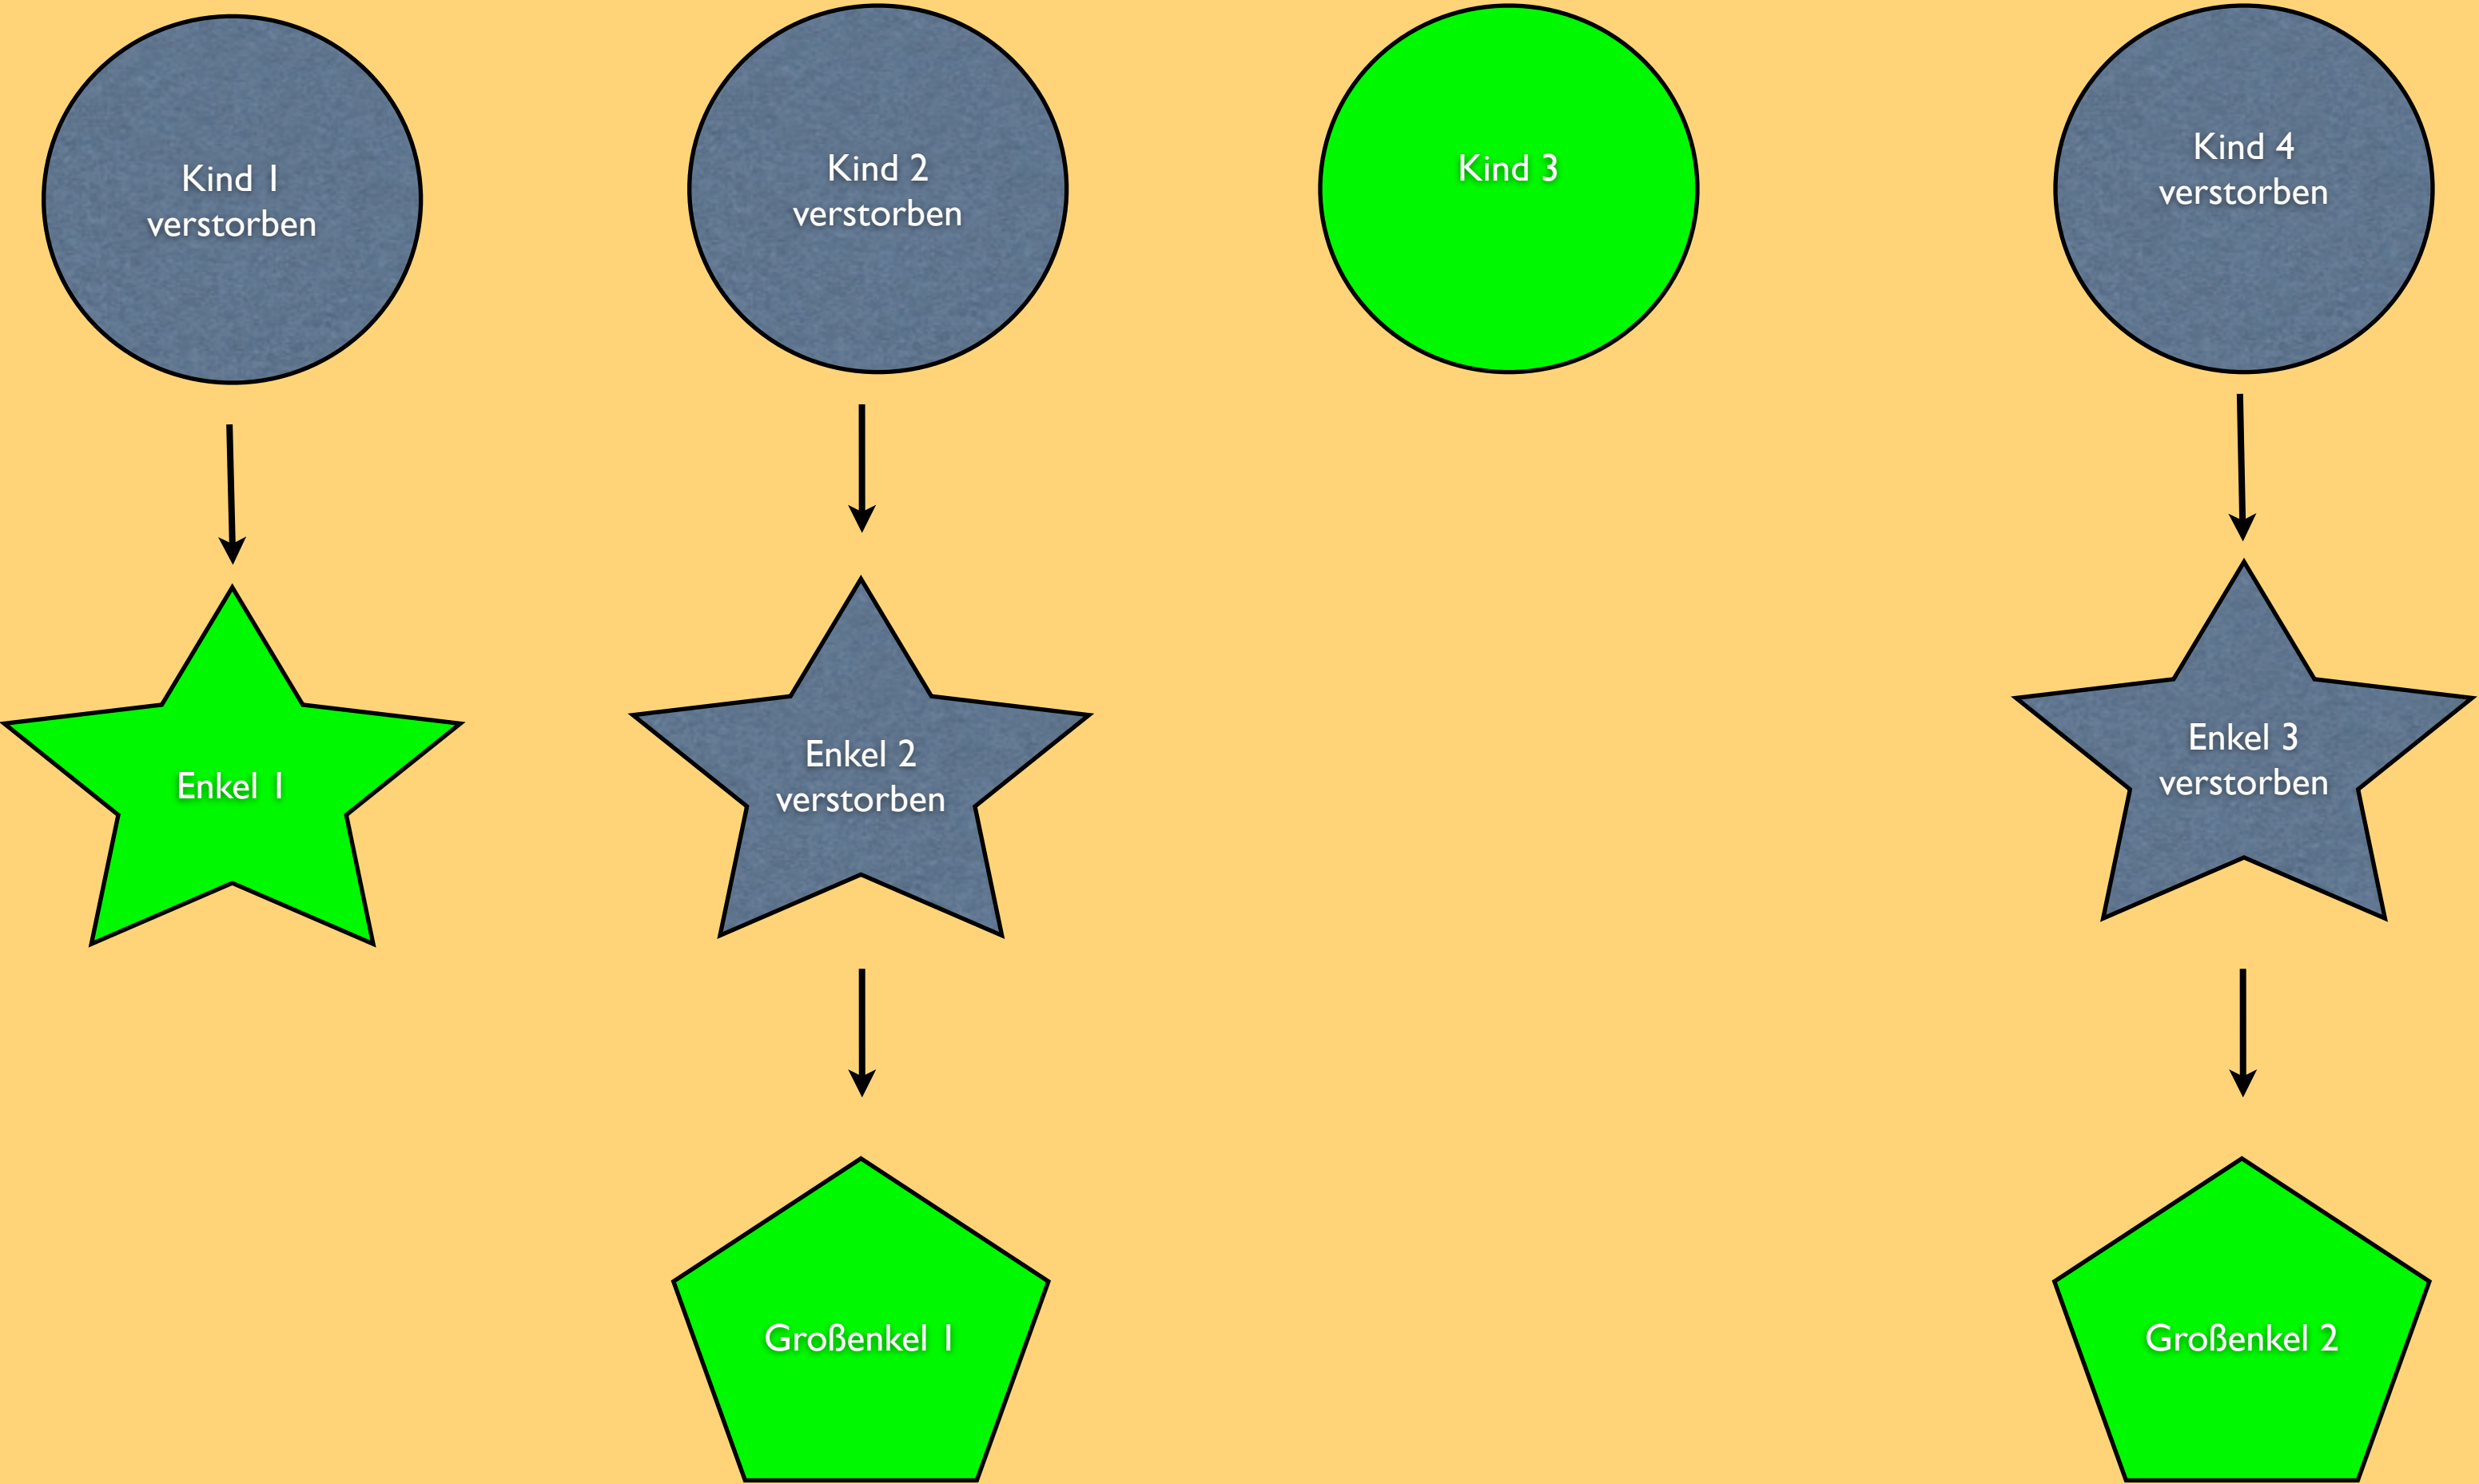 Kind 1
verstorben
Kind 2
verstorben
Kind 3
Kind 4
verstorben
Enkel 1
Enkel 2
verstorben
Enkel 3
verstorben
Großenkel 1
Großenkel 2